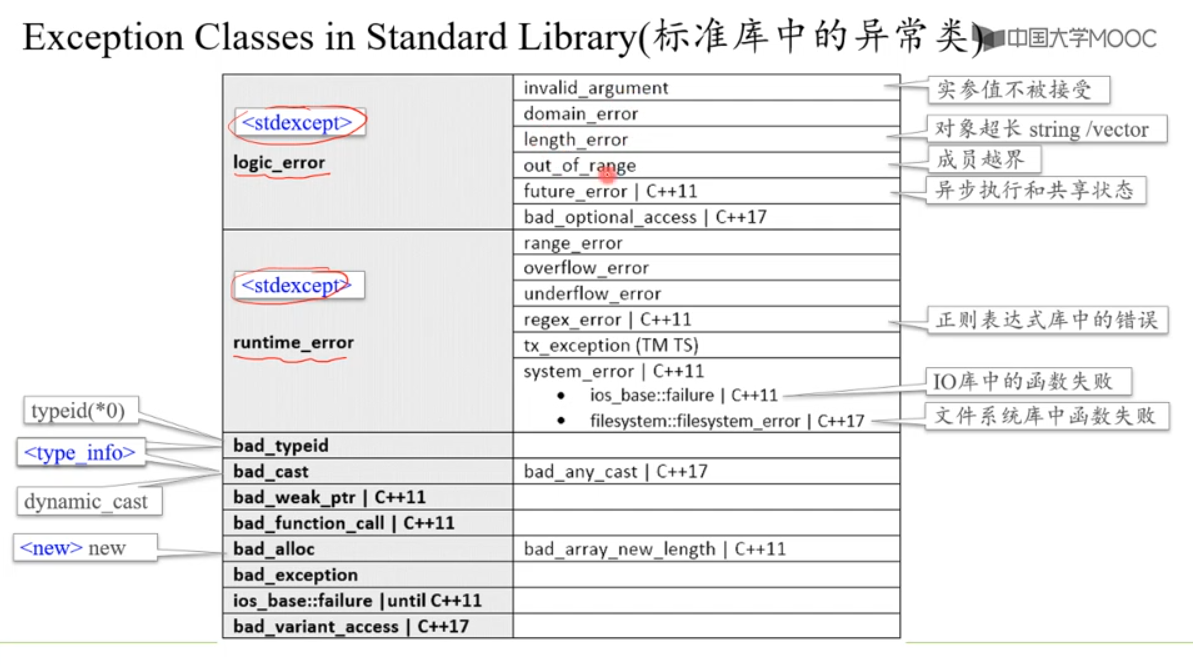 Exception Classes in Standard Library(标准库中的异常类)
中国大学MOOC
<stdexcept>
logic_error
invalid_argument
domain_error
length_error
out_of_range
future_error | C++11
bad_optional_access | C++17
实参值不被接受
对象超长 string /vector
成员越界
异步执行和共享状态
<stdexcept>
runtime_error
range_error
overflow_error
underflow_error
regex_error | C++11
tx_exception (TM TS)
system_error | C++11
• ios_base::failure | C++11
• filesystem::filesystem_error | C++17
正则表达式库中的错误
IO库中的函数失败
文件系统库中函数失败
typeid(*0)
<type_info>
dynamic_cast
<new> new
bad_typeid
bad_cast
bad_any_cast | C++17
bad_weak_ptr | C++11
bad_function_call | C++11
bad_alloc
bad_array_new_length | C++11
bad_exception
ios_base::failure |until C++11
bad_variant_access | C++17